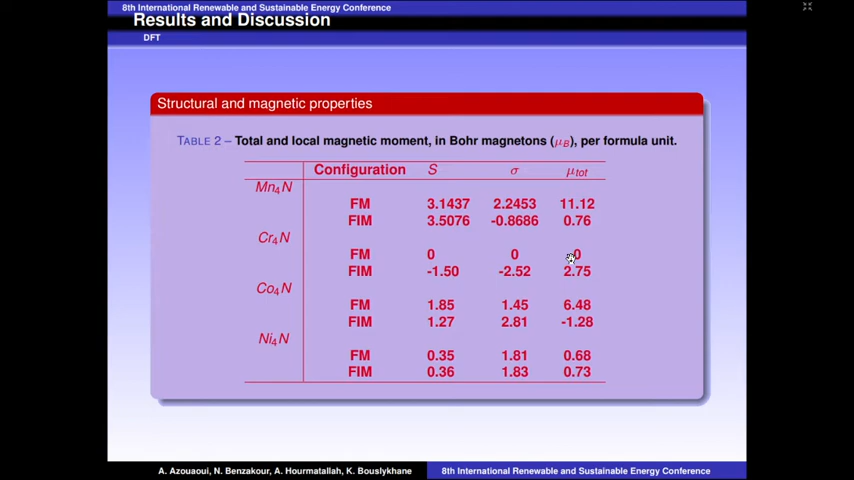 8th International Renewable and Sustainable Energy Conference
Results and Discussion
DFT
Structural and magnetic properties
TABLE 2 – Total and local magnetic moment, in Bohr magnetons (μB), per formula unit.
Configuration S σ μtot
Mn4N
FM 3.1437 2.2453 11.12
FIM 3.5076 -0.8686 0.76
Cr4N
FM 0 0 0
FIM -1.50 -2.52 2.75
Co4N
FM 1.85 1.45 6.48
FIM 1.27 2.81 -1.28
Ni4N
FM 0.35 1.81 0.68
FIM 0.36 1.83 0.73
A. Azouaoui, N. Benzakour, A. Hourmatallah, K. Bouslykhane 8th International Renewable and Sustainable Energy Conference